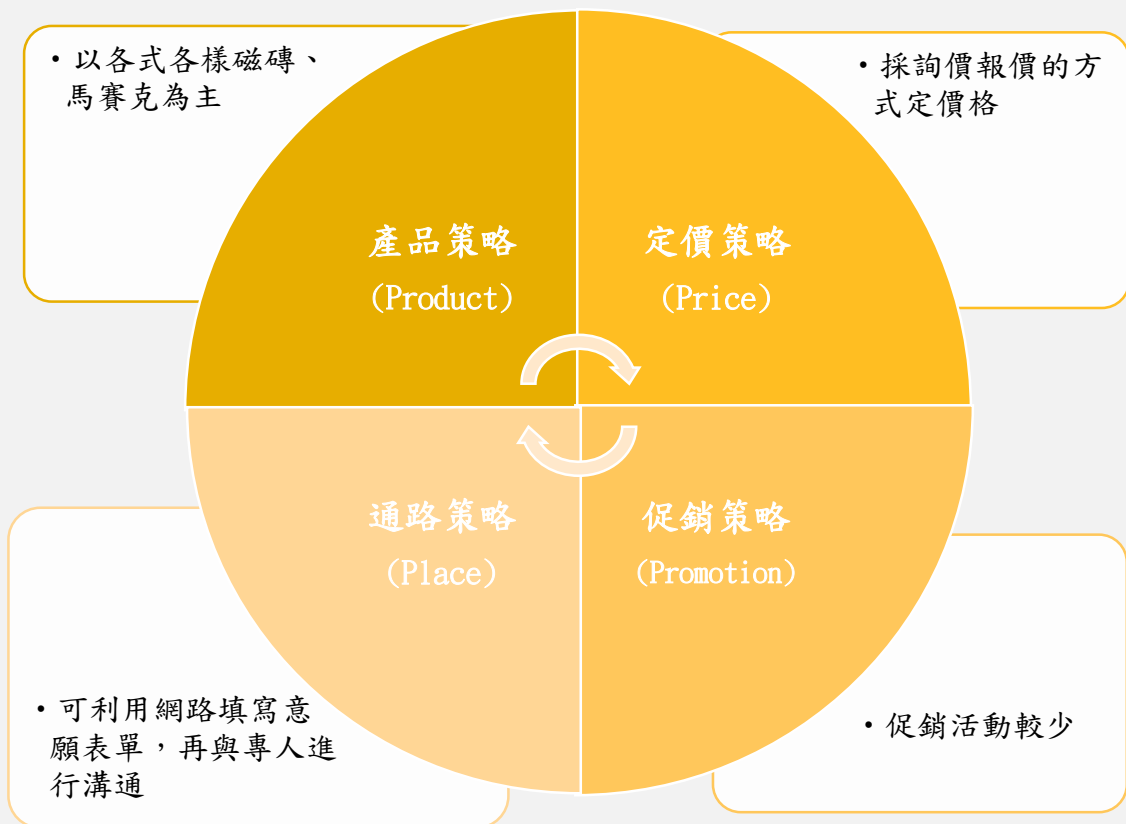 ・以各式各樣磁磚、
馬賽克為主
・採詢價報價的方
式定價格
產品策略
(Product)
定價策略
(Price)
通路策略
(Place)
促銷策略
(Promotion)
・可利用網路填寫意
願表單，再與專人進
行溝通
・促銷活動較少